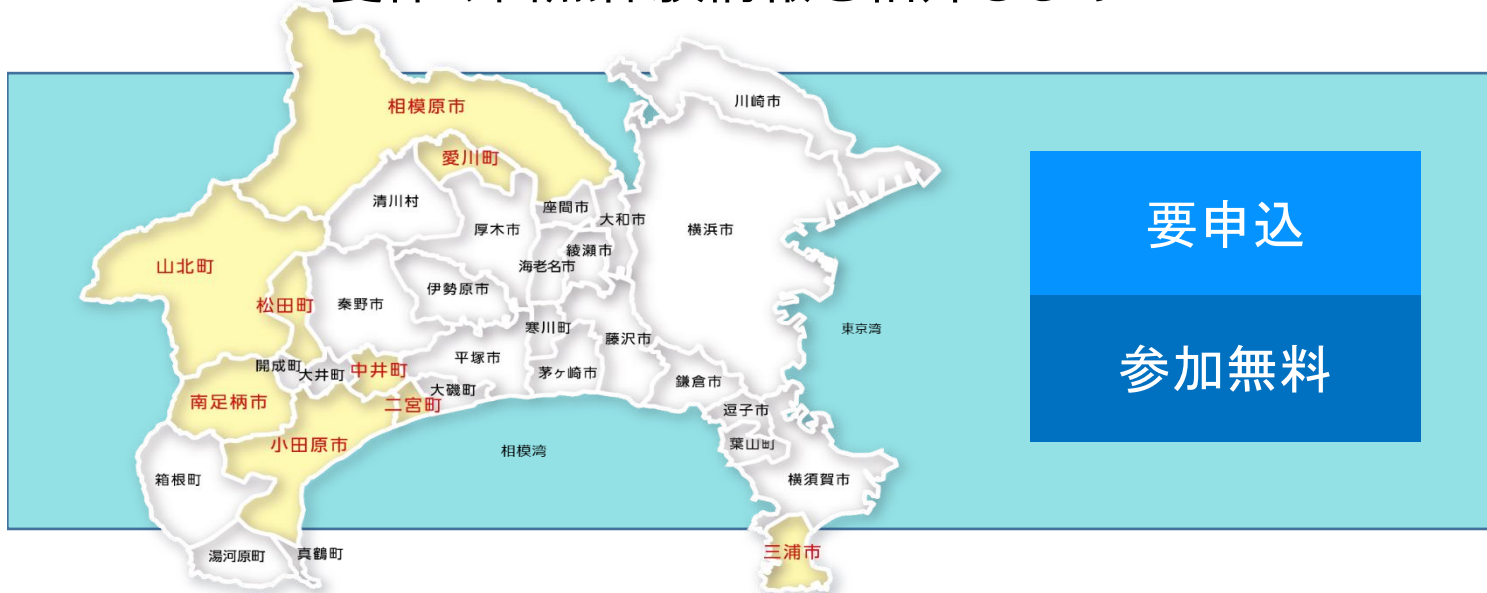 川崎市
相模原市
愛川町
清川村
座間市
大和市
厚木市
横浜市
綾瀬市
海老名市
山北町
伊勢原市
松田町
秦野市
寒川町
藤沢市
東京湾
平塚市
開成町
大井町
中井町
茅ヶ崎市
鎌倉市
大磯町
南足柄市
二宮町
逗子市
小田原市
葉山町
相模湾
箱根町
横須賀市
湯河原町
真鶴町
三浦市
要申込
参加無料